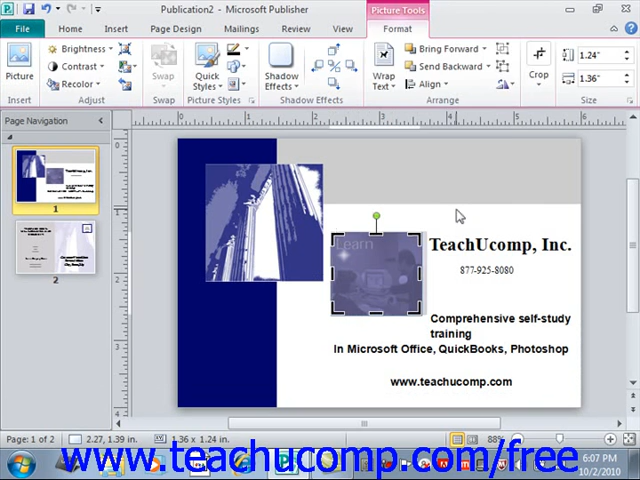 Publication2 - Microsoft Publisher
Picture Tools
File
Home
Insert
Page Design
Mailings
Review
View
Format
Picture
Brightness
Contrast
Recolor
Swap
Quick Styles
Shadow Effects
Wrap Text
Bring Forward
Send Backward
Align
Crop
1.24"
1.36"
Insert
Adjust
Swap
Picture Styles
Shadow Effects
Arrange
Size
Page Navigation
1
2
Learn
TeachUcomp, Inc.
877-925-8080
Comprehensive self-study
training
In Microsoft Office, QuickBooks, Photoshop
www.teachucomp.com
Page: 1 of 2
2.27, 1.39 in.
1.36 x 1.24 in.
88%
www.teachucomp.com/free
6:07 PM
10/2/2010